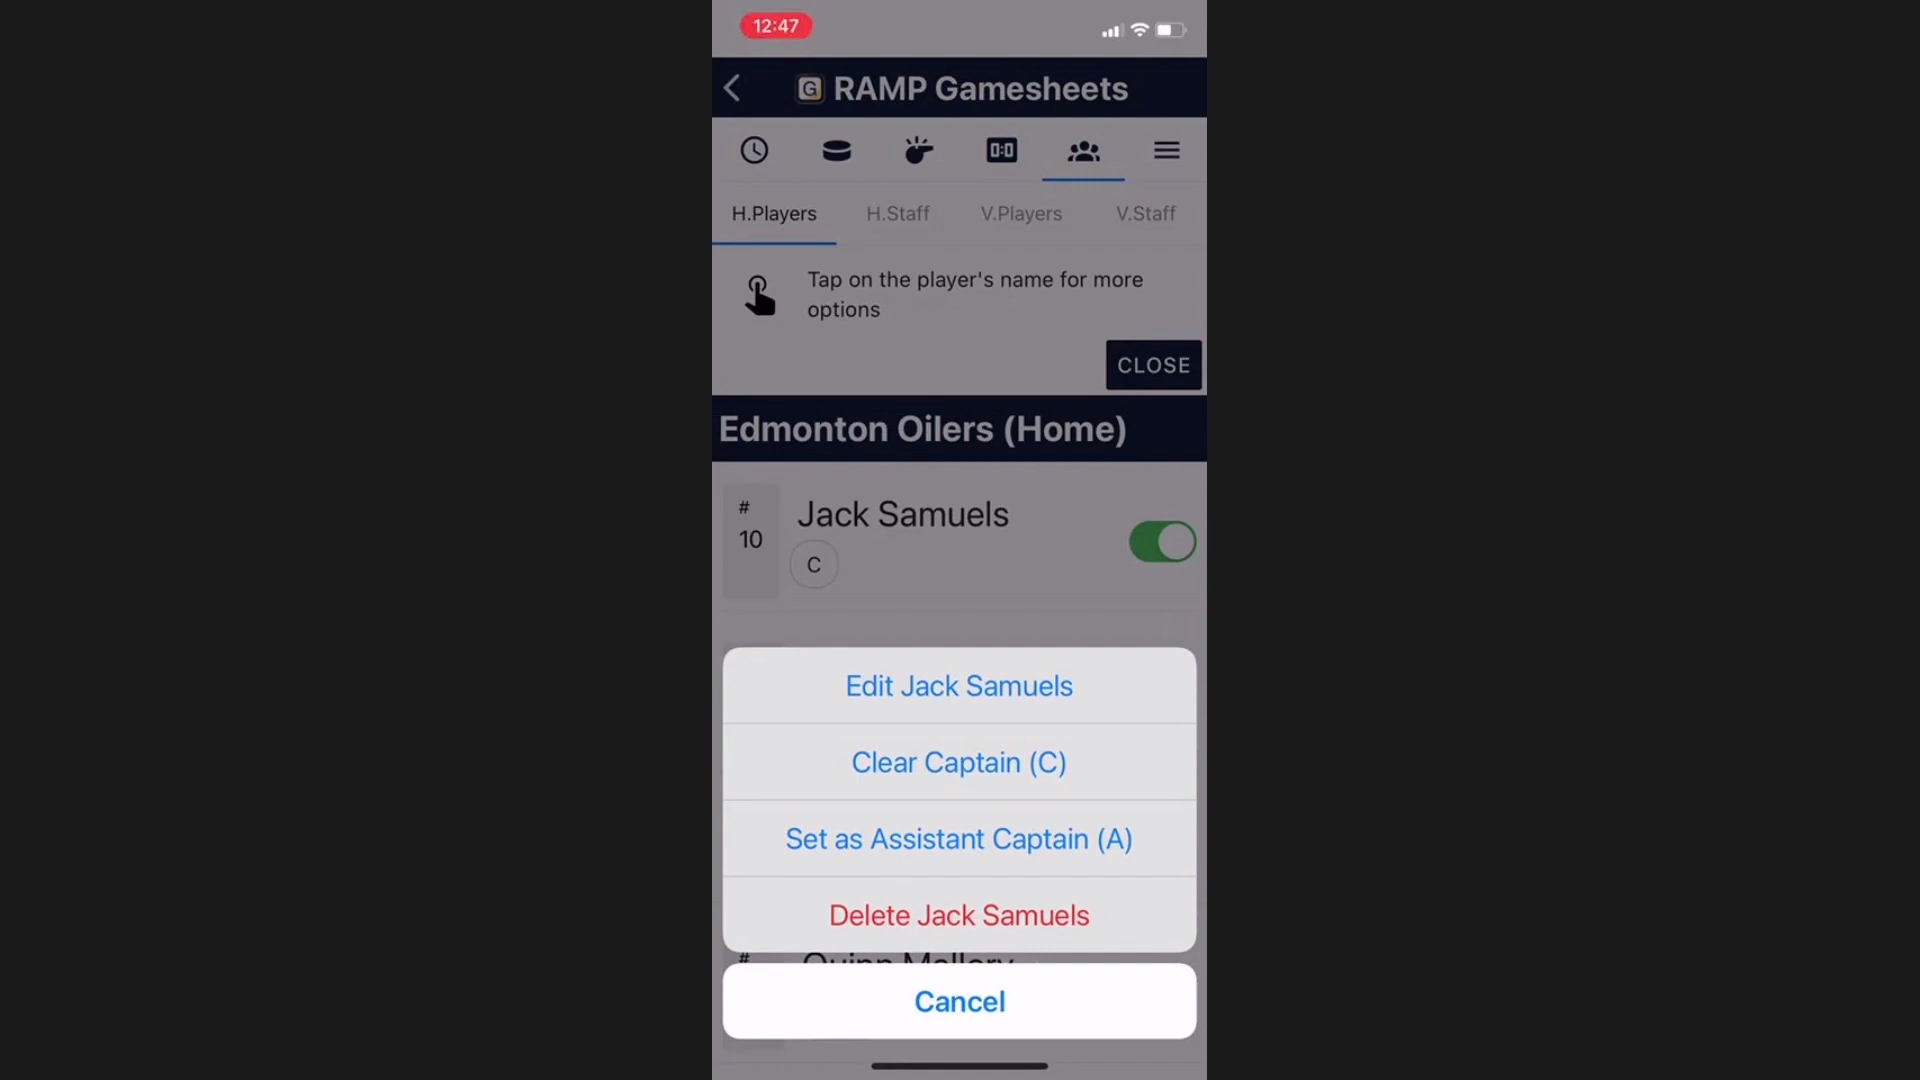 12:47
G RAMP Gamesheets
0:0
H.Players H.Staff V.Players V.Staff
Tap on the player's name for more
options
CLOSE
Edmonton Oilers (Home)
#
10
Jack Samuels
C
Edit Jack Samuels
Clear Captain (C)
Set as Assistant Captain (A)
Delete Jack Samuels
# Quinn Mallory
Cancel